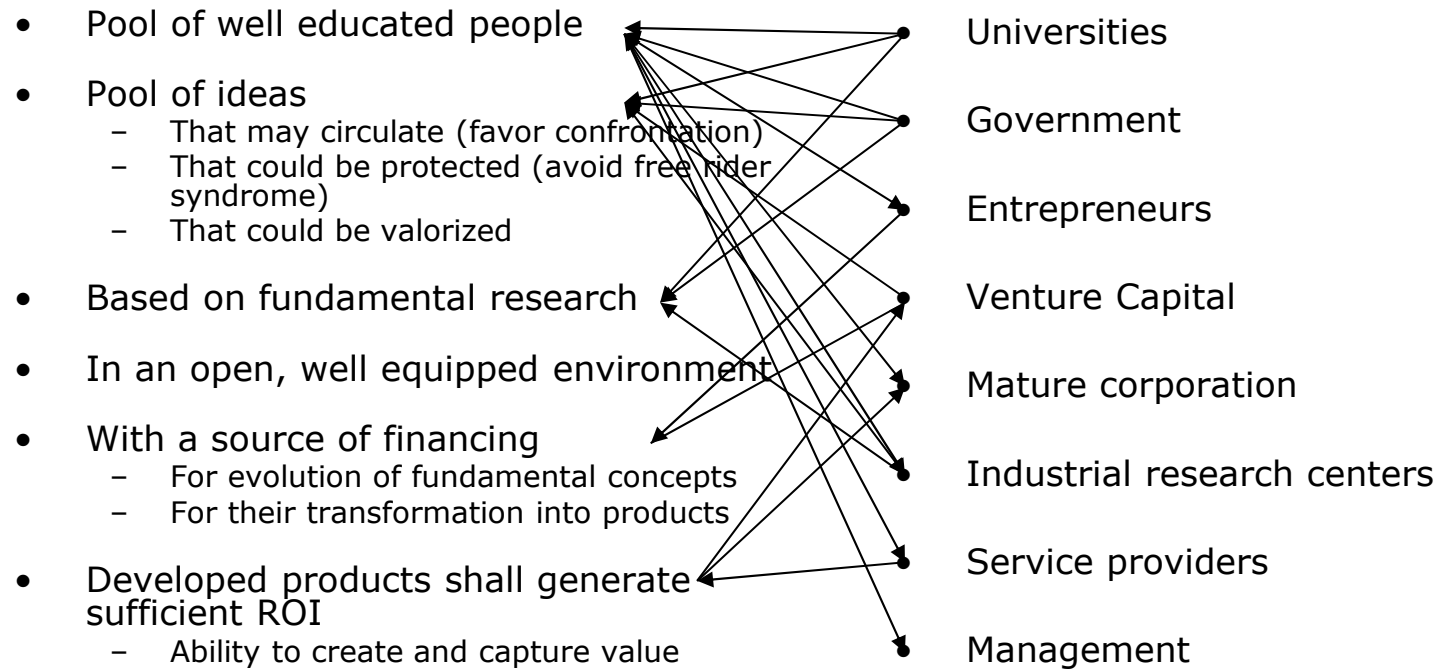 • Pool of well educated people
• Pool of ideas
– That may circulate (favor confrontation)
– That could be protected (avoid free rider
syndrome)
– That could be valorized
• Based on fundamental research
• In an open, well equipped environment
• With a source of financing
– For evolution of fundamental concepts
– For their transformation into products
• Developed products shall generate
sufficient ROI
– Ability to create and capture value
Universities
Government
Entrepreneurs
Venture Capital
Mature corporation
Industrial research centers
Service providers
Management